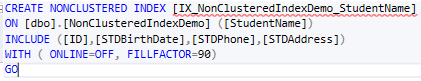 CREATE NONCLUSTERED INDEX [IX_NonClusteredIndexDemo_StudentName]
ON [dbo].[NonClusteredIndexDemo] ([StudentName])
INCLUDE ([ID],[STDBirthDate],[STDPhone],[STDAddress])
WITH ( ONLINE=OFF, FILLFACTOR=90)
GO